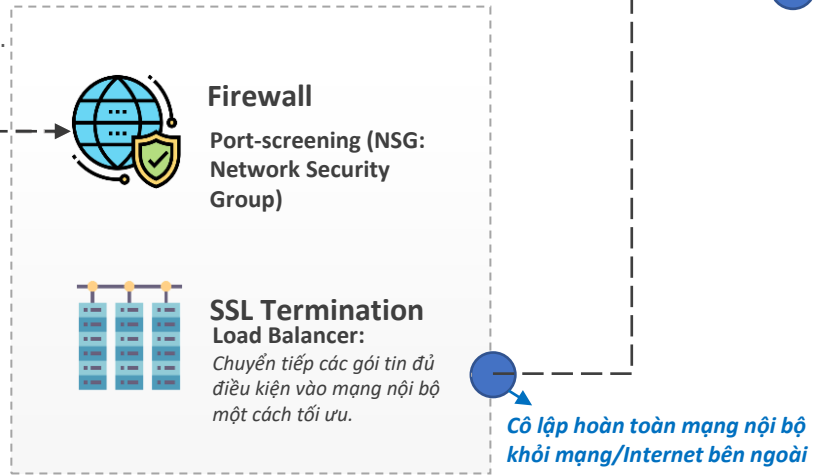 .
Firewall
Port-screening (NSG:
Network Security
Group)
SSL Termination
Load Balancer:
Chuyển tiếp các gói tin đủ
điều kiện vào mạng nội bộ
một cách tối ưu.
Cô lập hoàn toàn mạng nội bộ
khỏi mạng/Internet bên ngoài